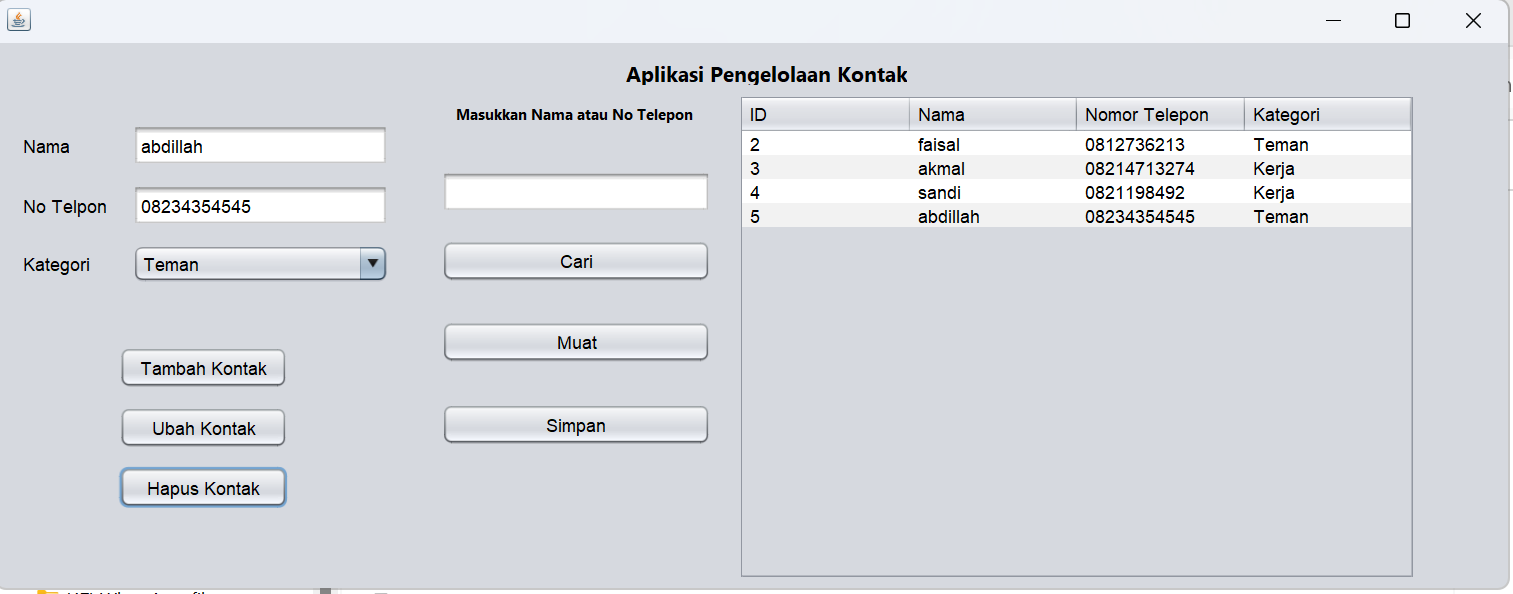 Aplikasi Pengelolaan Kontak
Nama
abdillah
No Telpon
08234354545
Kategori
Teman
Tambah Kontak
Ubah Kontak
Hapus Kontak
Masukkan Nama atau No Telepon
Cari
Muat
Simpan
ID Nama Nomor Telepon Kategori
2 faisal 0812736213 Teman
3 akmal 08214713274 Kerja
4 sandi 0821198492 Kerja
5 abdillah 08234354545 Teman